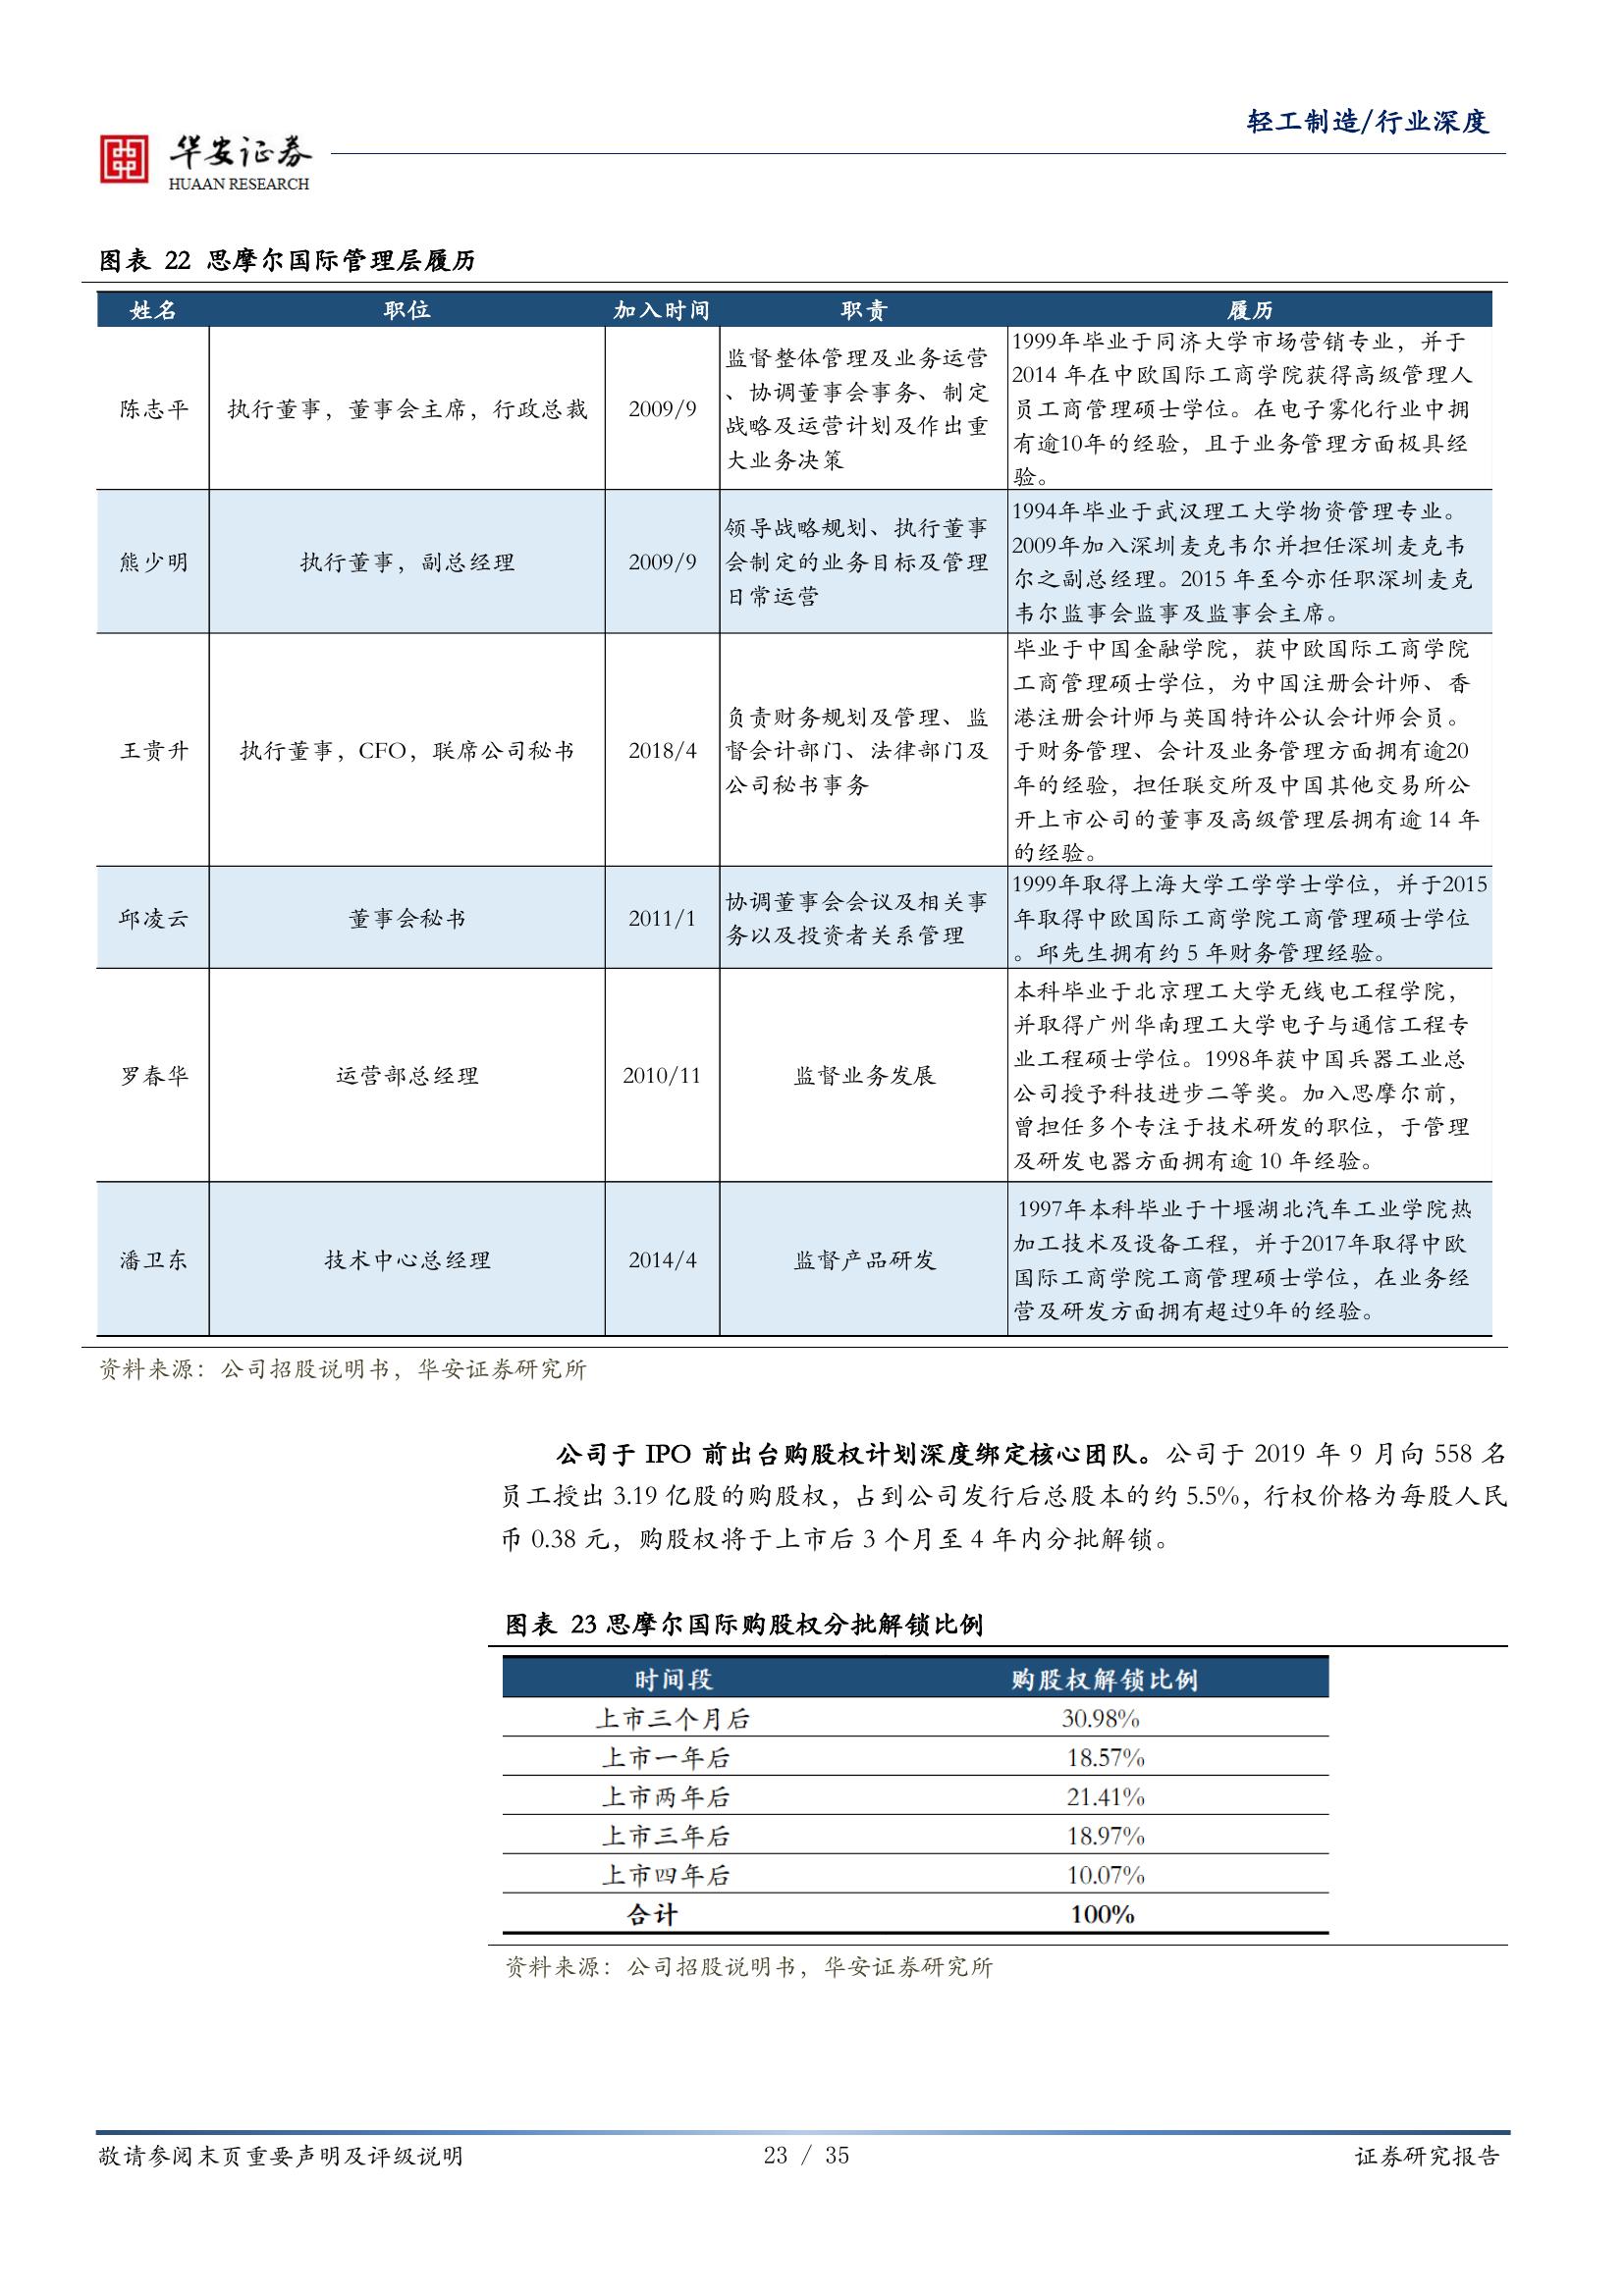 轻工制造/行业深度
华安证券
HUAAN RESEARCH
图表 22 思摩尔国际管理层履历
姓名 职位 加入时间 职责 履历
陈志平 执行董事，董事会主席，行政总裁 2009/9
监督整体管理及业务运营
、协调董事会事务、制定
战略及运营计划及作出重
大业务决策
1999年毕业于同济大学市场营销专业，并于
2014 年在中欧国际工商学院获得高级管理人
员工商管理硕士学位。在电子雾化行业中拥
有逾10年的经验，且于业务管理方面极具经
验。
熊少明 执行董事，副总经理 2009/9
领导战略规划、执行董事
会制定的业务目标及管理
日常运营
1994年毕业于武汉理工大学物资管理专业。
2009年加入深圳麦克韦尔并担任深圳麦克韦
尔之副总经理。2015 年至今亦任职深圳麦克
韦尔监事会监事及监事会主席。
王贵升 执行董事，CFO，联席公司秘书 2018/4
负责财务规划及管理、监
督会计部门、法律部门及
公司秘书事务
毕业于中国金融学院，获中欧国际工商学院
工商管理硕士学位，为中国注册会计师、香
港注册会计师与英国特许公认会计师会员。
于财务管理、会计及业务管理方面拥有逾20
年的经验，担任联交所及中国其他交易所公
开上市公司的董事及高级管理层拥有逾 14 年
的经验。
邱凌云 董事会秘书 2011/1
协调董事会会议及相关事
务以及投资者关系管理
1999年取得上海大学工学学士学位，并于2015
年取得中欧国际工商学院工商管理硕士学位
。邱先生拥有约 5 年财务管理经验。
罗春华 运营部总经理 2010/11 监督业务发展
本科毕业于北京理工大学无线电工程学院，
并取得广州华南理工大学电子与通信工程专
业工程硕士学位。1998年获中国兵器工业总
公司授予科技进步二等奖。加入思摩尔前，
曾担任多个专注于技术研发的职位，于管理
及研发电器方面拥有逾 10 年经验。
潘卫东 技术中心总经理 2014/4 监督产品研发
1997年本科毕业于十堰湖北汽车工业学院热
加工技术及设备工程，并于2017年取得中欧
国际工商学院工商管理硕士学位，在业务经
营及研发方面拥有超过9年的经验。
资料来源：公司招股说明书，华安证券研究所
公司于 IPO 前出台购股权计划深度绑定核心团队。公司于 2019 年 9 月向 558 名
员工授出 3.19 亿股的购股权，占到公司发行后总股本的约 5.5%，行权价格为每股人民
币 0.38 元，购股权将于上市后 3 个月至 4 年内分批解锁。
图表 23 思摩尔国际购股权分批解锁比例
时间段 购股权解锁比例
上市三个月后 30.98%
上市一年后 18.57%
上市两年后 21.41%
上市三年后 18.97%
上市四年后 10.07%
合计 100%
资料来源：公司招股说明书，华安证券研究所
敬请参阅末页重要声明及评级说明 23 / 35 证券研究报告